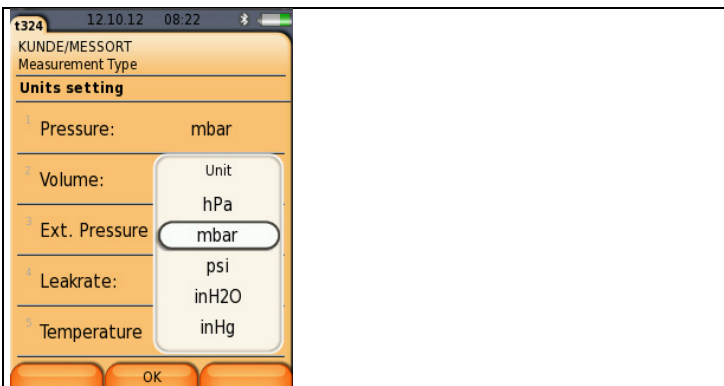 t324 12.10.12 08:22
KUNDE/MESSORT
Measurement Type
Units setting
1 Pressure: mbar
2 Volume:
3 Ext. Pressure
4 Leakrate:
5 Temperature
Unit
hPa
mbar
psi
inH2O
inHg
OK